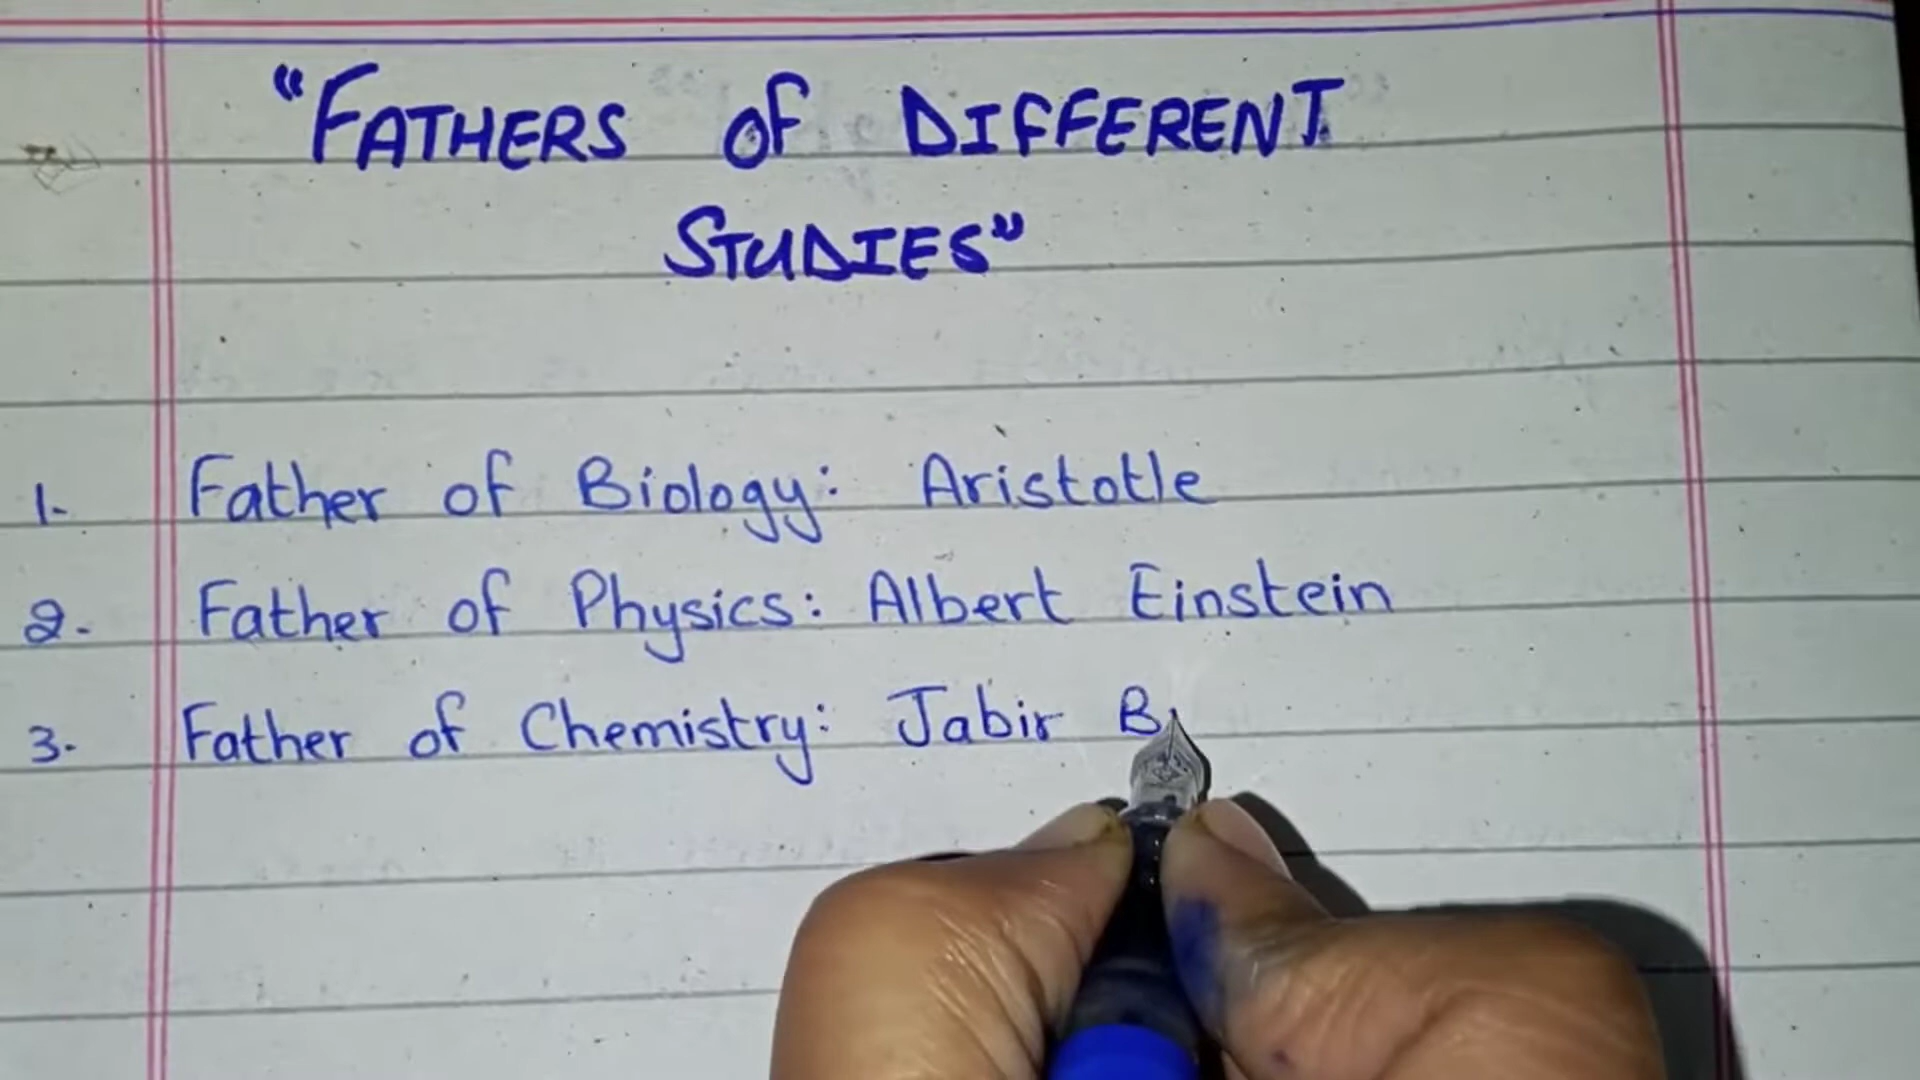 "FATHERS OF DIFFERENT
STUDIES"
1. Father of Biology: Aristotle
2. Father of Physics: Albert Einstein
3. Father of Chemistry: Jabir B